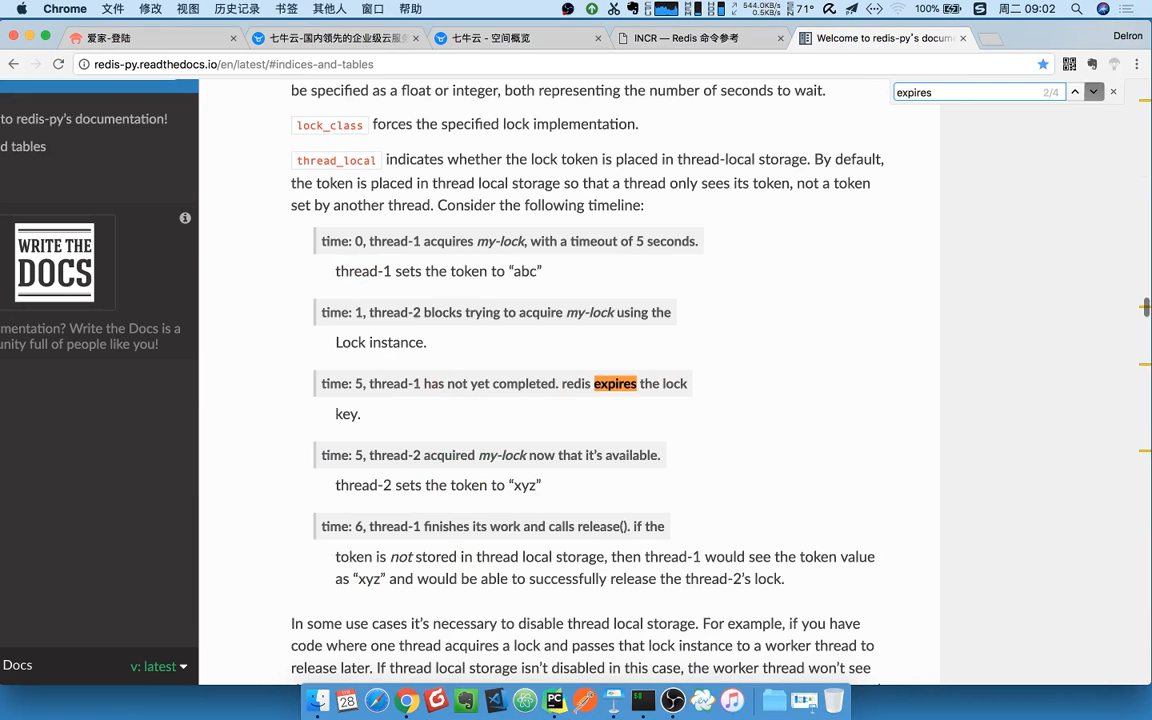 Chrome 文件 修改 视图 历史记录 书签 其他人 窗口 帮助 544.0KB/s 0.5KB/s 71° 100% 周二 09:02
爱家-登陆 × 七牛云-国内领先的企业级云服 × 七牛云 - 空间概览 × INCR — Redis 命令参考 × Welcome to redis-py's docum × Delron
redis-py.readthedocs.io/en/latest/#indices-and-tables
expires 2/4
to redis-py's documentation!
d tables
WRITE THE
DOCS
mentation? Write the Docs is a
unity full of people like you!
Docs v: latest
be specified as a float or integer, both representing the number of seconds to wait.
lock_class forces the specified lock implementation.
thread_local indicates whether the lock token is placed in thread-local storage. By default,
the token is placed in thread local storage so that a thread only sees its token, not a token
set by another thread. Consider the following timeline:
time: 0, thread-1 acquires my-lock, with a timeout of 5 seconds.
thread-1 sets the token to “abc”
time: 1, thread-2 blocks trying to acquire my-lock using the
Lock instance.
time: 5, thread-1 has not yet completed. redis expires the lock
key.
time: 5, thread-2 acquired my-lock now that it’s available.
thread-2 sets the token to “xyz”
time: 6, thread-1 finishes its work and calls release(). if the
token is not stored in thread local storage, then thread-1 would see the token value
as “xyz” and would be able to successfully release the thread-2’s lock.
In some use cases it’s necessary to disable thread local storage. For example, if you have
code where one thread acquires a lock and passes that lock instance to a worker thread to
release later. If thread local storage isn’t disabled in this case, the worker thread won’t see
28
PC